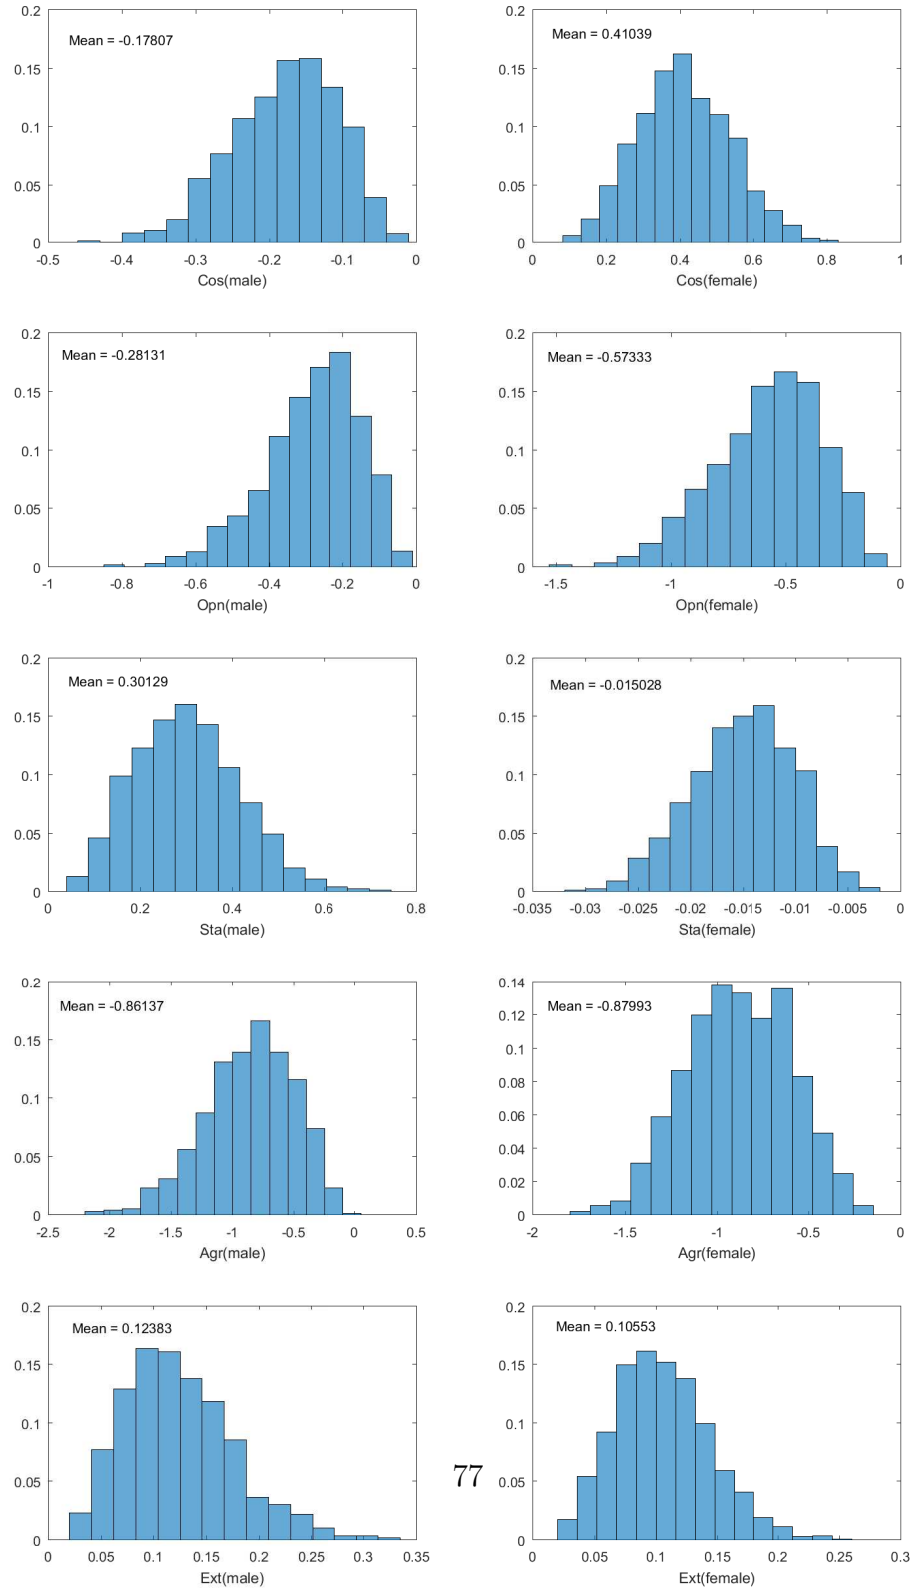 Mean = -0.17807
0.2
0.15
0.1
0.05
0
-0.5 -0.4 -0.3 -0.2 -0.1 0
Cos(male)
Mean = 0.41039
0.2
0.15
0.1
0.05
0
0 0.2 0.4 0.6 0.8 1
Cos(female)
Mean = -0.28131
0.2
0.15
0.1
0.05
0
-1 -0.8 -0.6 -0.4 -0.2 0
Opn(male)
Mean = -0.57333
0.2
0.15
0.1
0.05
0
-1.5 -1 -0.5 0
Opn(female)
Mean = 0.30129
0.2
0.15
0.1
0.05
0
0 0.2 0.4 0.6 0.8
Sta(male)
Mean = -0.015028
0.2
0.15
0.1
0.05
0
-0.035 -0.03 -0.025 -0.02 -0.015 -0.01 -0.005 0
Sta(female)
Mean = -0.86137
0.2
0.15
0.1
0.05
0
-2.5 -2 -1.5 -1 -0.5 0 0.5
Agr(male)
Mean = -0.87993
0.14
0.12
0.1
0.08
0.06
0.04
0.02
0
-2 -1.5 -1 -0.5 0
Agr(female)
Mean = 0.12383
0.2
0.15
0.1
0.05
0
0 0.05 0.1 0.15 0.2 0.25 0.3 0.35
Ext(male)
Mean = 0.10553
0.2
0.15
0.1
0.05
0
0 0.05 0.1 0.15 0.2 0.25 0.3
Ext(female)
77